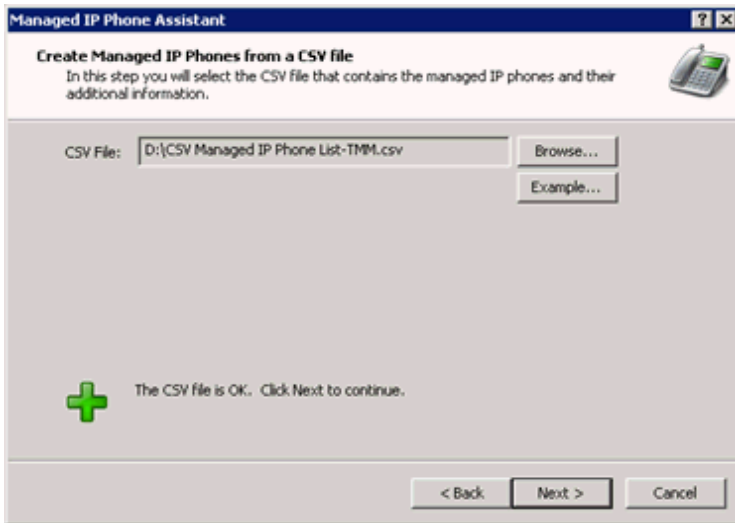 Managed IP Phone Assistant
Create Managed IP Phones from a CSV file
In this step you will select the CSV file that contains the managed IP phones and their
additional information.
CSV File: D:\CSV Managed IP Phone List-TMM.csv Browse...
Example...
The CSV file is OK. Click Next to continue.
< Back Next > Cancel